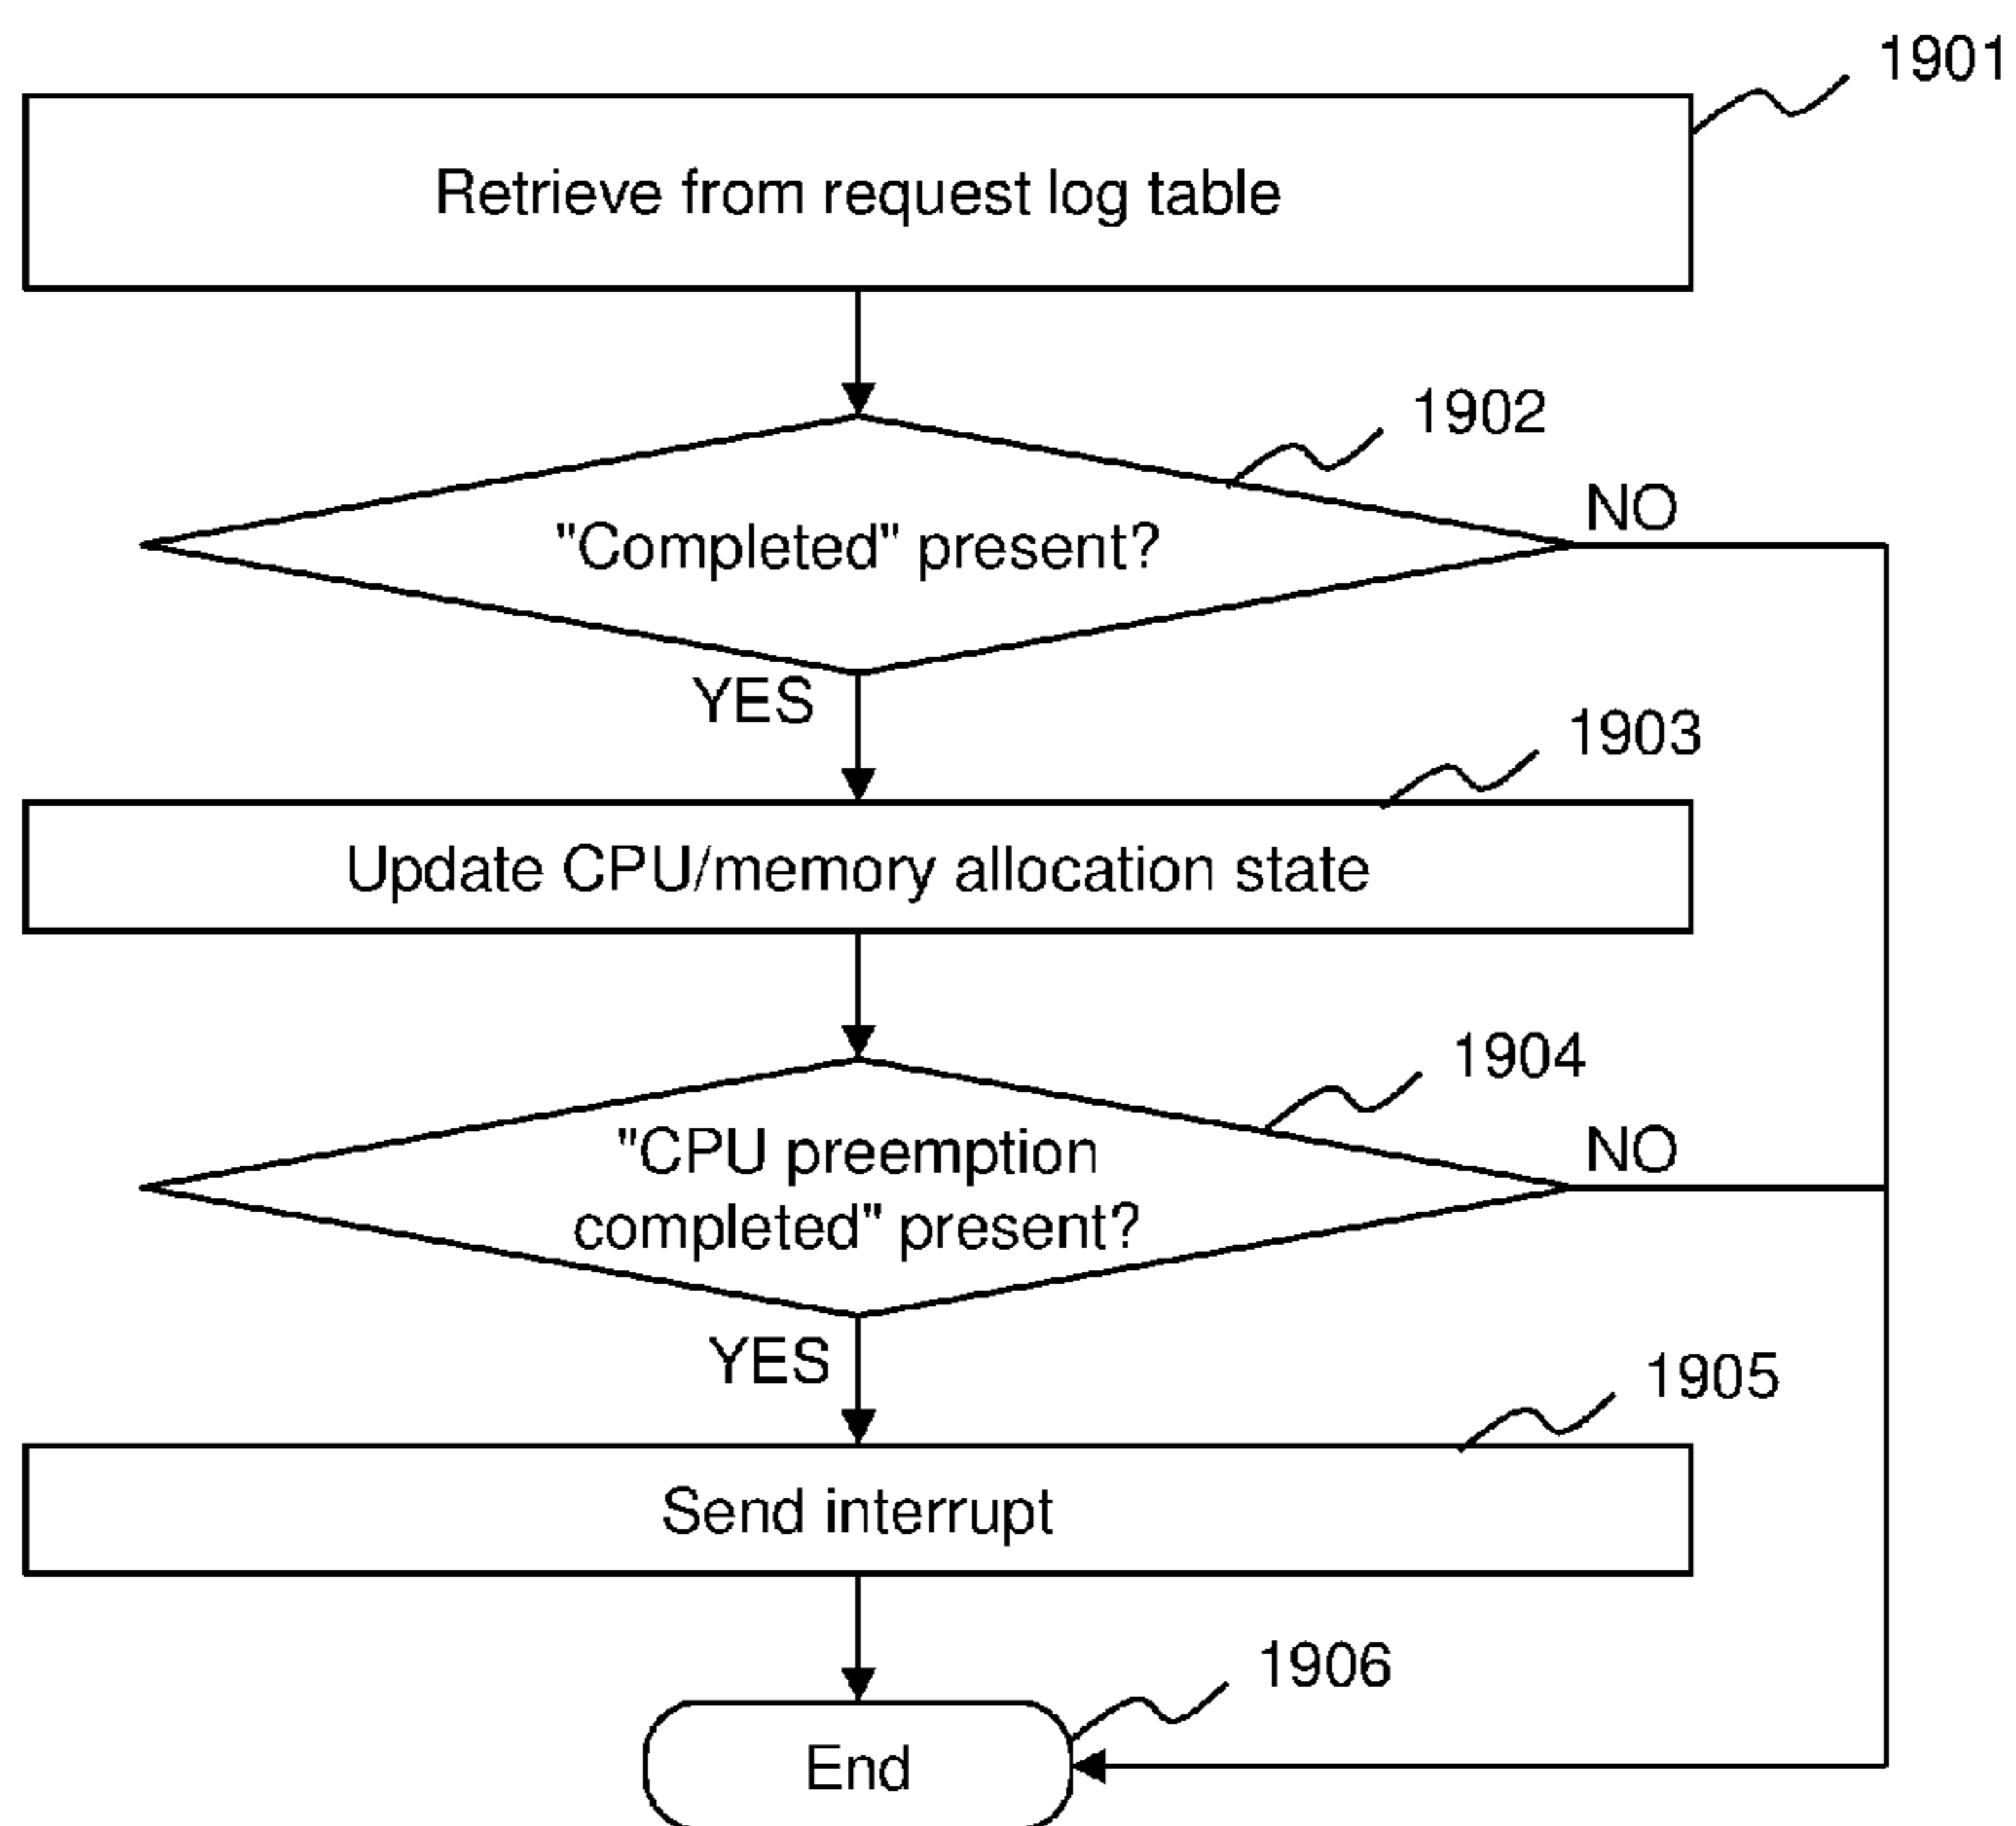 1901
Retrieve from request log table
1902
NO
"Completed" present?
YES
1903
Update CPU/memory allocation state
1904
NO
"CPU preemption
completed" present?
YES
1905
Send interrupt
1906
End